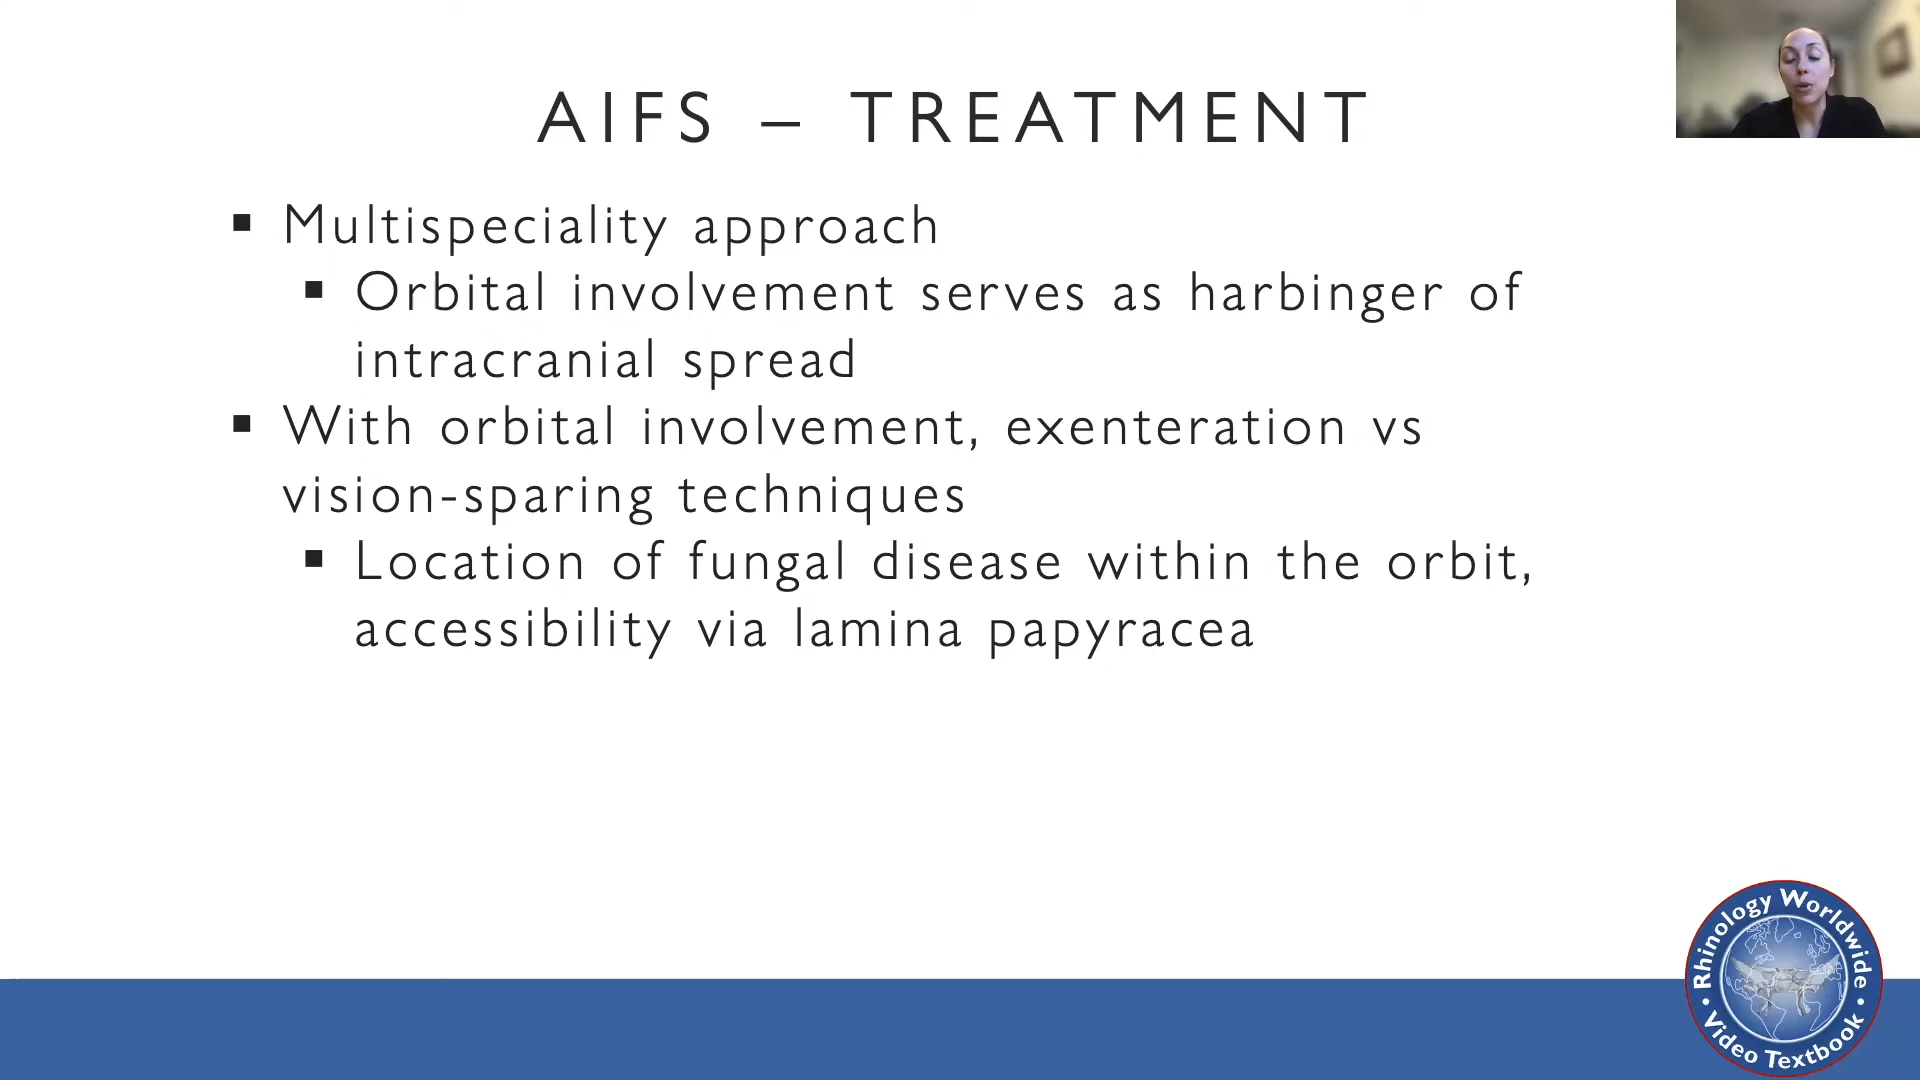 AIFS – TREATMENT
▪ Multispeciality approach
▪ Orbital involvement serves as harbinger of
intracranial spread
▪ With orbital involvement, exenteration vs
vision-sparing techniques
▪ Location of fungal disease within the orbit,
accessibility via lamina papyracea
Rhinology Worldwide
• Video Textbook •